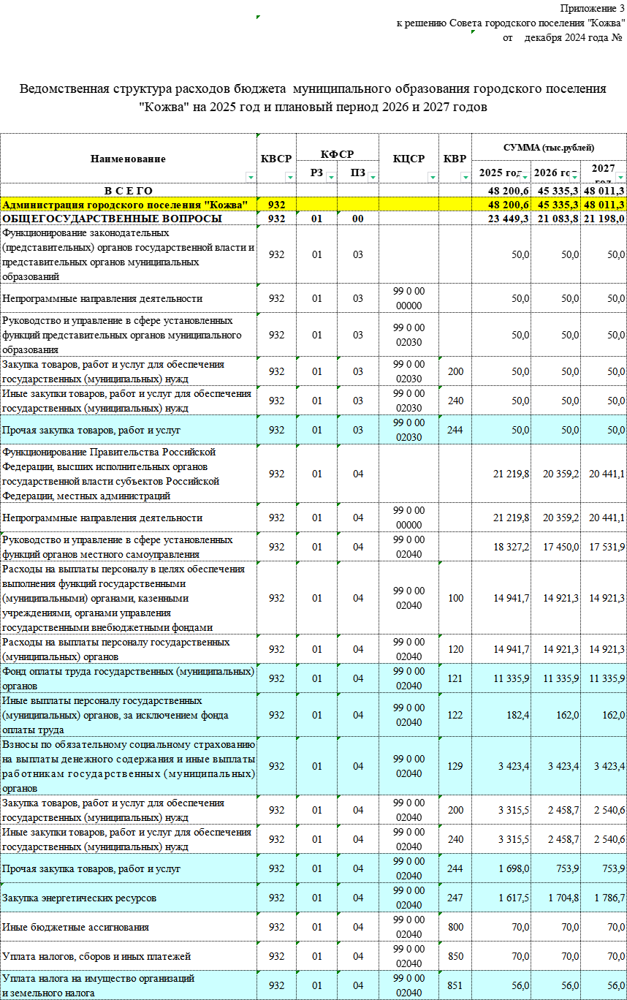 Приложение 3
к решению Совета городского поселения "Кожва"
от декабря 2024 года №
Ведомственная структура расходов бюджета муниципального образования городского поселения
"Кожва" на 2025 год и плановый период 2026 и 2027 годов
Наименование КВСР КФСР КЦСР КВР СУММА (тыс.рублей)
РЗ ПЗ 2025 год 2026 год 2027
В С Е Г О 48 200,6 45 335,3 48 011,3
Администрация городского поселения "Кожва" 932 48 200,6 45 335,3 48 011,3
ОБЩЕГОСУДАРСТВЕННЫЕ ВОПРОСЫ 932 01 00 23 449,3 21 083,8 21 198,0
Функционирование законодательных
(представительных) органов государственной власти и
представительных органов муниципальных
образований
932 01 03 50,0 50,0 50,0
Непрограммные направления деятельности 932 01 03 99 0 00
00000
50,0 50,0 50,0
Руководство и управление в сфере установленных
функций представительных органов муниципального
образования
932 01 03 99 0 00
02030
50,0 50,0 50,0
Закупка товаров, работ и услуг для обеспечения
государственных (муниципальных) нужд
932 01 03 99 0 00
02030
200 50,0 50,0 50,0
Иные закупки товаров, работ и услуг для обеспечения
государственных (муниципальных) нужд
932 01 03 99 0 00
02030
240 50,0 50,0 50,0
Прочая закупка товаров, работ и услуг 932 01 03 99 0 00
02030
244 50,0 50,0 50,0
Функционирование Правительства Российской
Федерации, высших исполнительных органов
государственной власти субъектов Российской
Федерации, местных администраций
932 01 04 21 219,8 20 359,2 20 441,1
Непрограммные направления деятельности 932 01 04 99 0 00
00000
21 219,8 20 359,2 20 441,1
Руководство и управление в сфере установленных
функций органов местного самоуправления
932 01 04 99 0 00
02040
18 327,2 17 450,0 17 531,9
Расходы на выплаты персоналу в целях обеспечения
выполнения функций государственными
(муниципальными) органами, казенными
учреждениями, органами управления
государственными внебюджетными фондами
932 01 04 99 0 00
02040
100 14 941,7 14 921,3 14 921,3
Расходы на выплаты персоналу государственных
(муниципальных) органов
932 01 04 99 0 00
02040
120 14 941,7 14 921,3 14 921,3
Фонд оплаты труда государственных (муниципальных)
органов
932 01 04 99 0 00
02040
121 11 335,9 11 335,9 11 335,9
Иные выплаты персоналу государственных
(муниципальных) органов, за исключением фонда
оплаты труда
932 01 04 99 0 00
02040
122 182,4 162,0 162,0
Взносы по обязательному социальному страхованию
на выплаты денежного содержания и иные выплаты
работникам государственных (муниципальных)
органов
932 01 04 99 0 00
02040
129 3 423,4 3 423,4 3 423,4
Закупка товаров, работ и услуг для обеспечения
государственных (муниципальных) нужд
932 01 04 99 0 00
02040
200 3 315,5 2 458,7 2 540,6
Иные закупки товаров, работ и услуг для обеспечения
государственных (муниципальных) нужд
932 01 04 99 0 00
02040
240 3 315,5 2 458,7 2 540,6
Прочая закупка товаров, работ и услуг 932 01 04 99 0 00
02040
244 1 698,0 753,9 753,9
Закупка энергетических ресурсов 932 01 04 99 0 00
02040
247 1 617,5 1 704,8 1 786,7
Иные бюджетные ассигнования 932 01 04 99 0 00
02040
800 70,0 70,0 70,0
Уплата налогов, сборов и иных платежей 932 01 04 99 0 00
02040
850 70,0 70,0 70,0
Уплата налога на имущество организаций
и земельного налога
932 01 04 99 0 00
02040
851 56,0 56,0 56,0